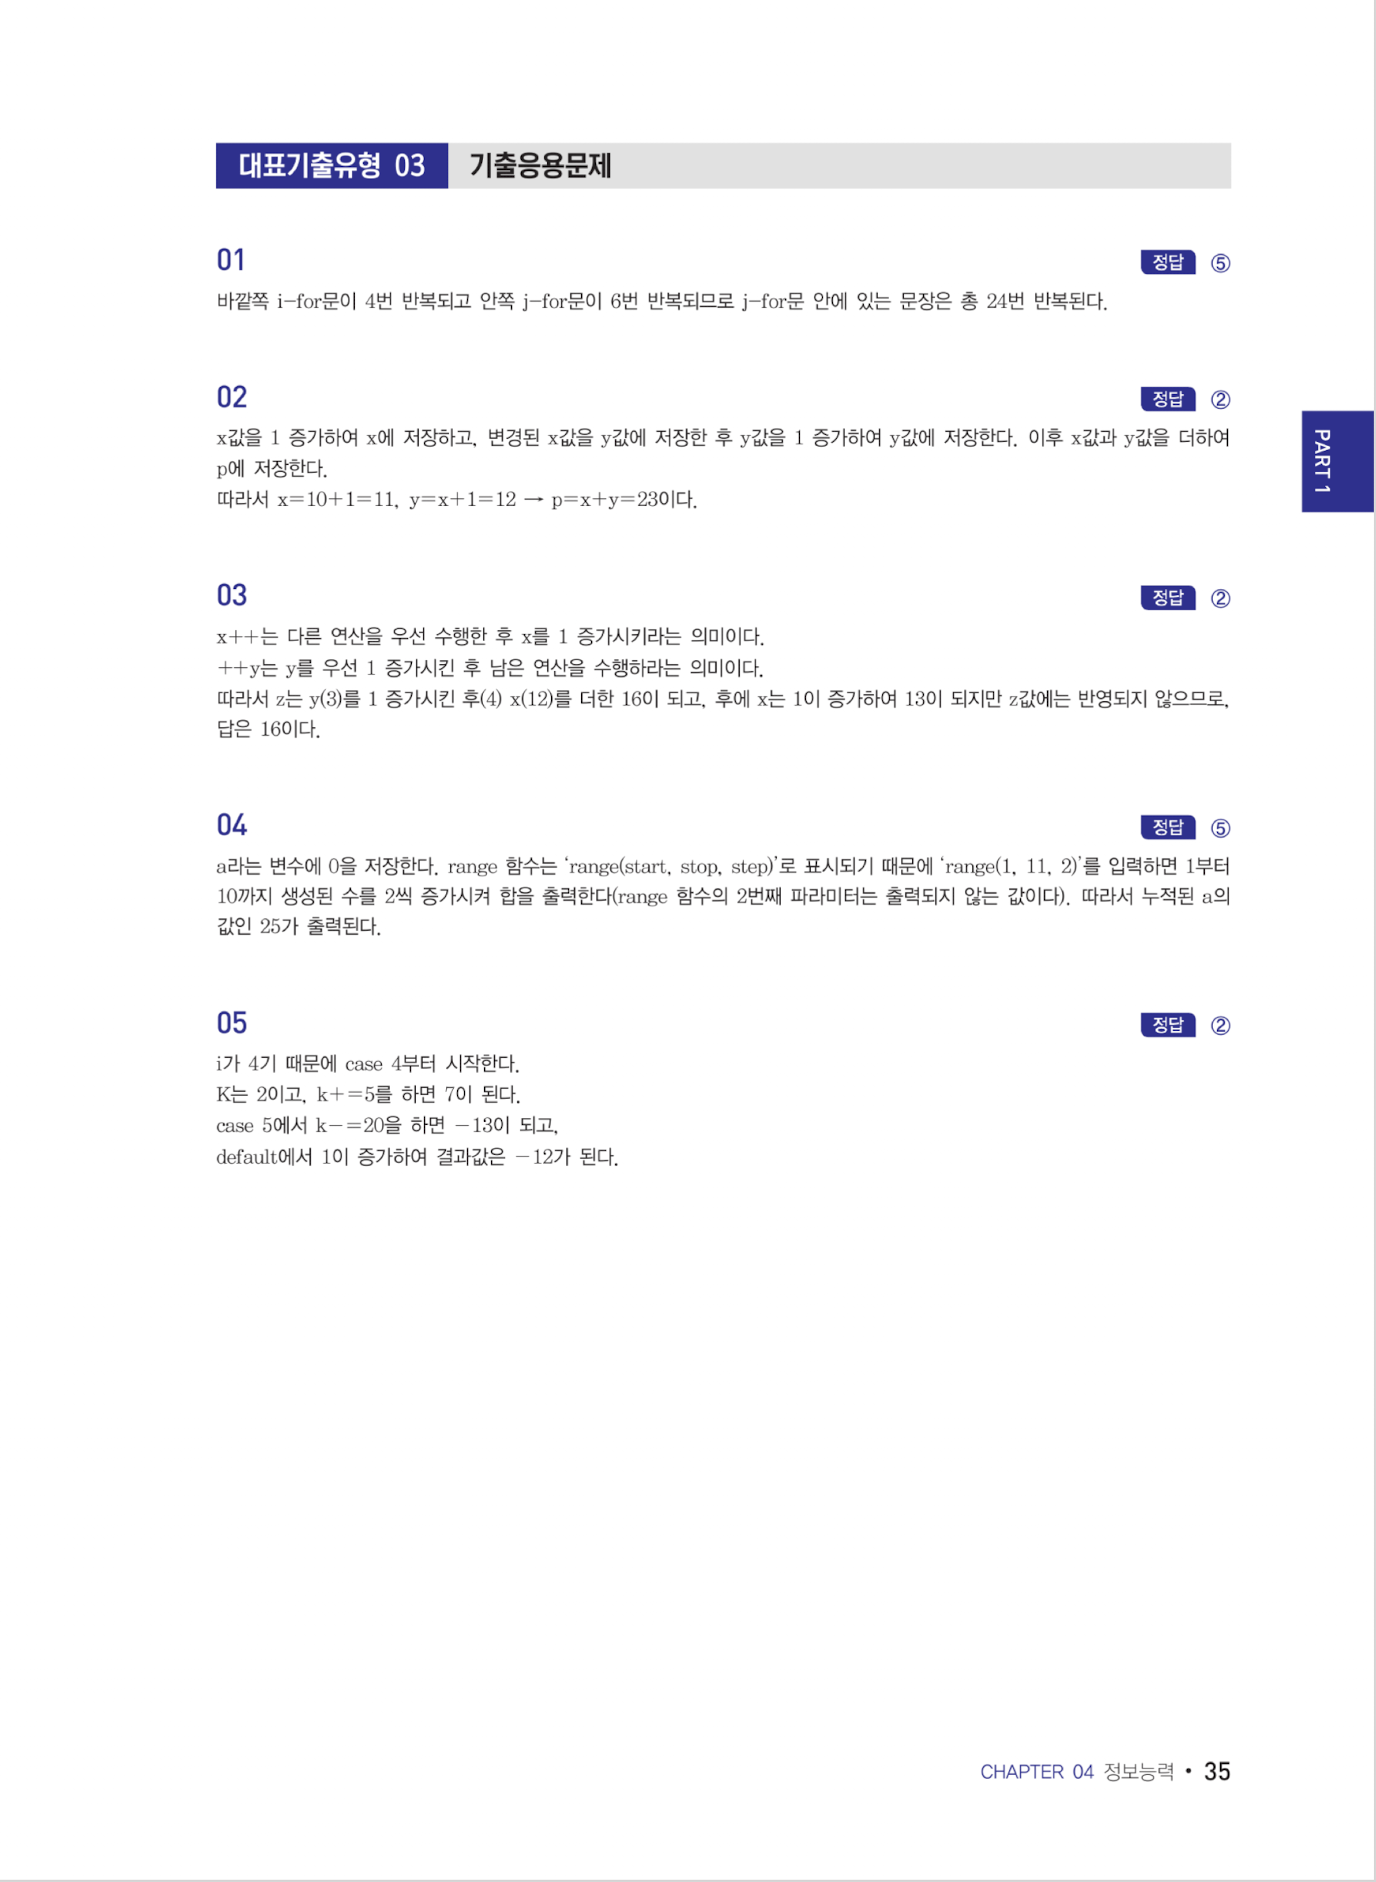 대표기출유형 03 기출응용문제
01 정답 ⑤
바깥쪽 i-for문이 4번 반복되고 안쪽 j-for문이 6번 반복되므로 j-for문 안에 있는 문장은 총 24번 반복된다.
02 정답 ②
x값을 1 증가하여 x에 저장하고, 변경된 x값을 y값에 저장한 후 y값을 1 증가하여 y값에 저장한다. 이후 x값과 y값을 더하여
p에 저장한다.
따라서 x=10+1=11, y=x+1=12 → p=x+y=23이다.
PART 1
03 정답 ②
x++는 다른 연산을 우선 수행한 후 x를 1 증가시키라는 의미이다.
++y는 y를 우선 1 증가시킨 후 남은 연산을 수행하라는 의미이다.
따라서 z는 y(3)를 1 증가시킨 후(4) x(12)를 더한 16이 되고, 후에 x는 1이 증가하여 13이 되지만 z값에는 반영되지 않으므로,
답은 16이다.
04 정답 ⑤
a라는 변수에 0을 저장한다. range 함수는 ‘range(start, stop, step)’로 표시되기 때문에 ‘range(1, 11, 2)’를 입력하면 1부터
10까지 생성된 수를 2씩 증가시켜 합을 출력한다(range 함수의 2번째 파라미터는 출력되지 않는 값이다). 따라서 누적된 a의
값인 25가 출력된다.
05 정답 ②
i가 4기 때문에 case 4부터 시작한다.
K는 2이고, k+=5를 하면 7이 된다.
case 5에서 k-=20을 하면 -13이 되고,
default에서 1이 증가하여 결과값은 -12가 된다.
CHAPTER 04 정보능력 • 35